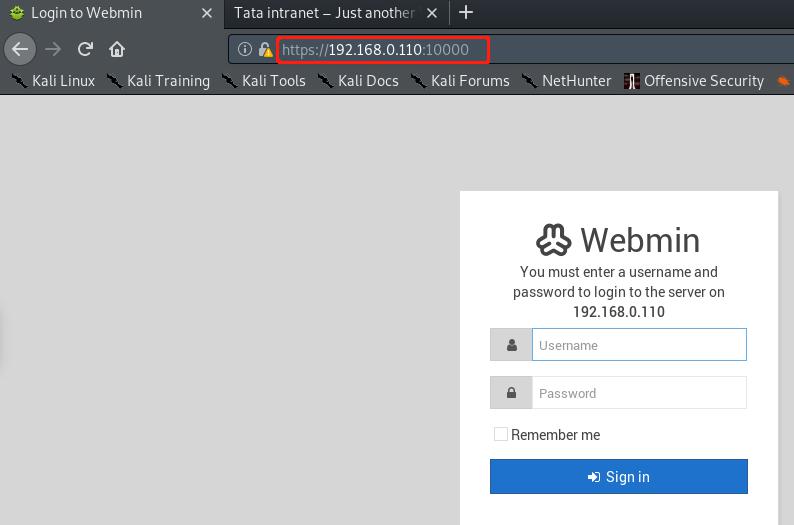 Login to Webmin
Tata intranet – Just another
https://192.168.0.110:10000
Kali Linux Kali Training Kali Tools Kali Docs Kali Forums NetHunter Offensive Security
Webmin
You must enter a username and
password to login to the server on
192.168.0.110
Username
Password
Remember me
Sign in